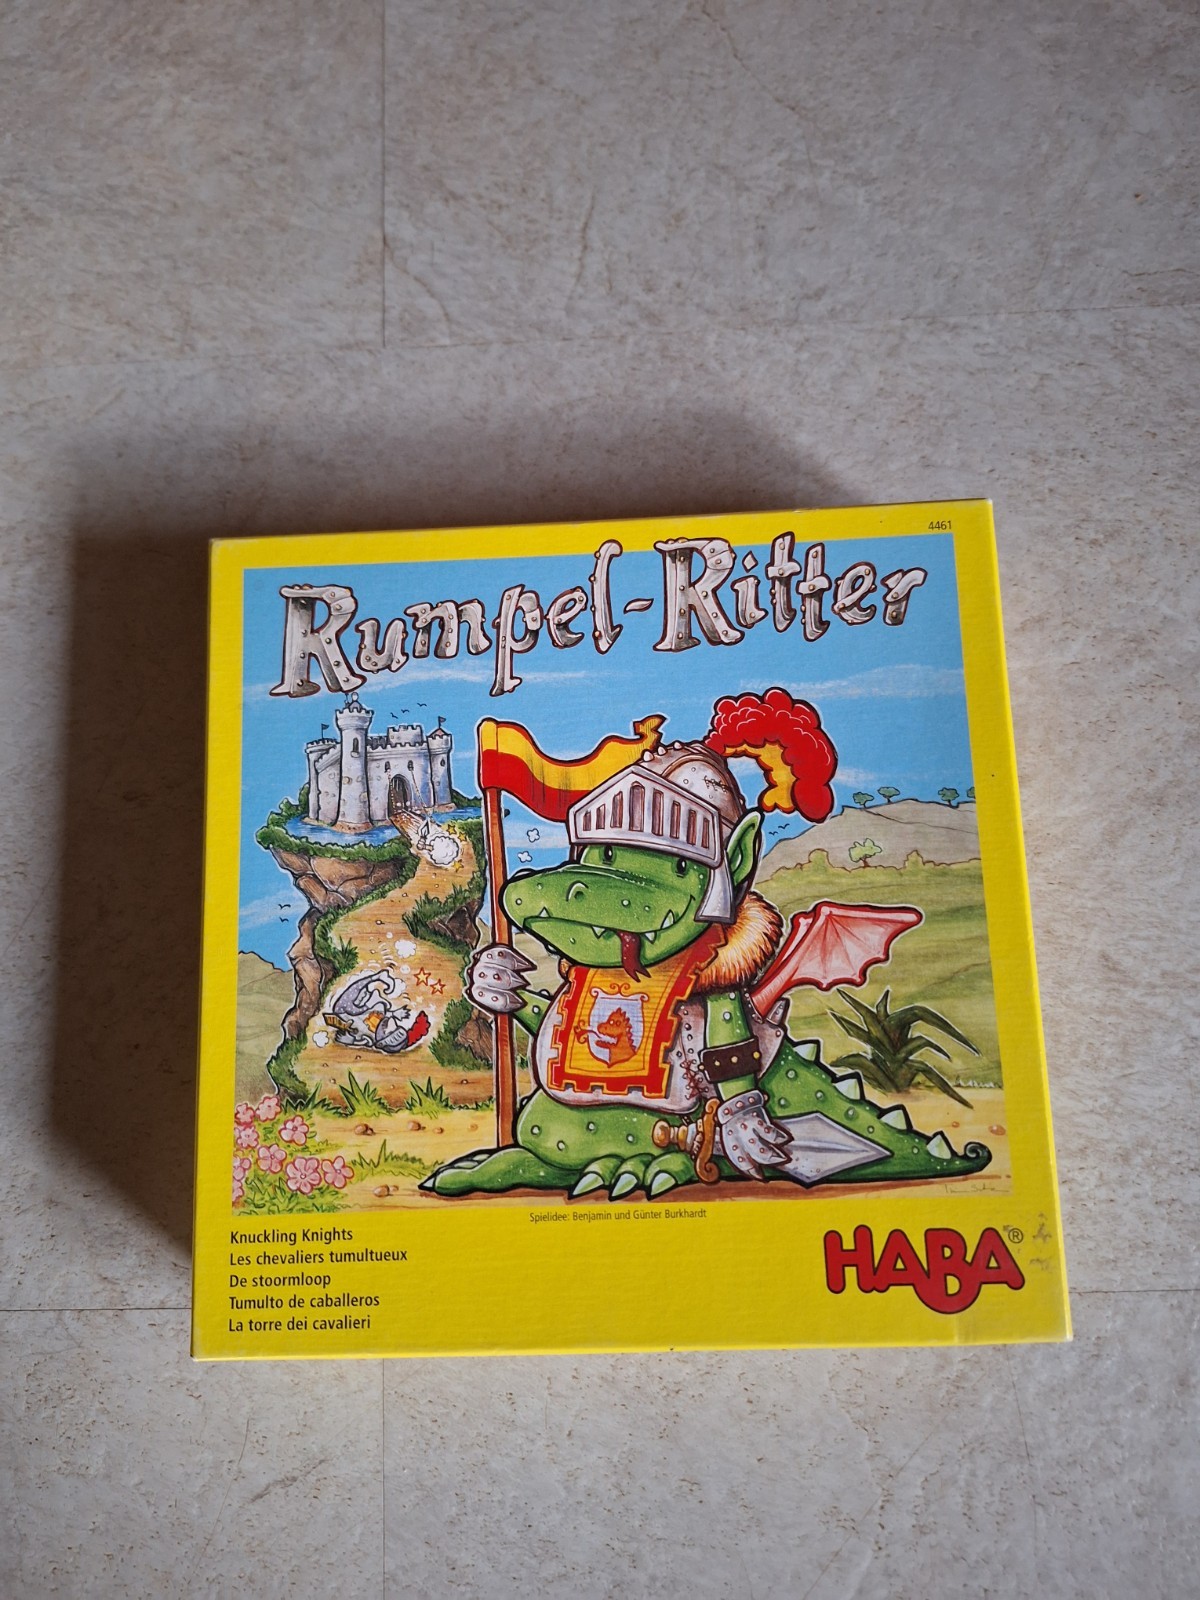 4461
Rumpel-Ritter
Spielidee: Benjamin und Günter Burkhardt
Knuckling Knights
Les chevaliers tumultueux
De stoormloop
Tumulto de caballeros
La torre dei cavalieri
HABA®